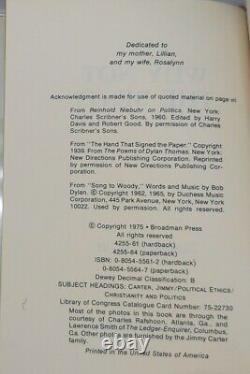 Dedicated to
my mother, Lillian,
and my wife, Rosalynn
Acknowledgment is made for use of quoted material on page vi
From Reinhold Niebuhr on Politics. New York:
Charles Scribner's Sons, 1960. Edited by Harry
Davis and Robert Good. By permission of Charles
Scribner's Sons.
From "The Hand That Signed the Paper." Copyright
1939. From The Poems of Dylan Thomas. New York:
New Directions Publishing Corporation. Reprinted
by permission of New Directions Publishing
Corporation.
From "Song to Woody," Words and Music by Bob
Dylan. © Copyright 1962, 1965, by Duchess Music
Corporation, 445 Park Avenue, New York, New York
10022. Used by permission. All rights reserved.
© Copyright 1975 • Broadman Press
All rights reserved
4255-61 (hardback)
4255-64 (paperback)
ISBN: 0-8054-5561-2 (hardback)
ISBN: 0-8054-5564-7 (paperback)
Dewey Decimal Classification: B
SUBJECT HEADINGS: CARTER, JIMMY/POLITICAL ETHICS/
CHRISTIANITY AND POLITICS
Library of Congress Catalogue Card Number: 75-22730
Most of the photos in this book are through the
courtesy of Charles Rafshoon, Atlanta, Ga., and
Lawrence Smith of The Ledger-Enquirer, Columbus,
Ga. Other photos are furnished by the Jimmy Carter
family.
Printed in the United States of America